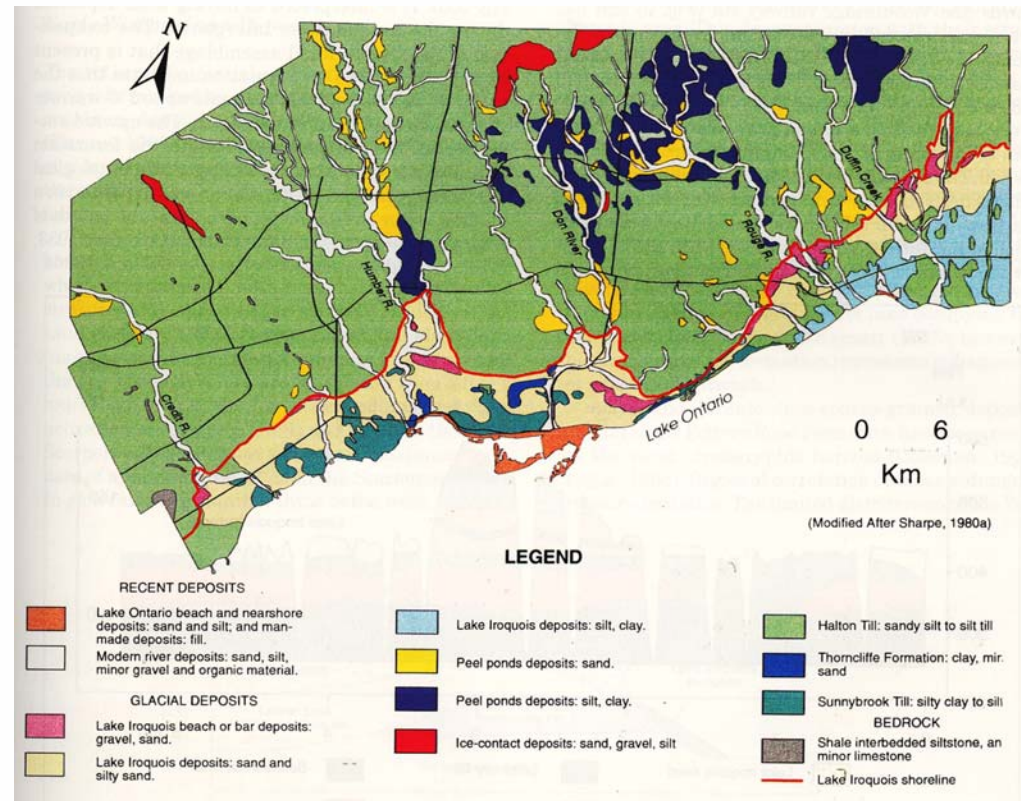 N
Humber R.
Don River
Rouge R.
Duffin Creek
Credit R.
Lake Ontario
0 6
Km
(Modified After Sharpe, 1980a)
LEGEND
RECENT DEPOSITS
Lake Ontario beach and nearshore
deposits: sand and silt; and man-
made deposits: fill.
Modern river deposits: sand, silt,
minor gravel and organic material.
GLACIAL DEPOSITS
Lake Iroquois beach or bar deposits:
gravel, sand.
Lake Iroquois deposits: sand and
silty sand.
Lake Iroquois deposits: silt, clay.
Peel ponds deposits: sand.
Peel ponds deposits: silt, clay.
Ice-contact deposits: sand, gravel, silt
Halton Till: sandy silt to silt till
Thorncliffe Formation: clay, mir
sand
Sunnybrook Till: silty clay to sil
BEDROCK
Shale interbedded siltstone, an
minor limestone
Lake Iroquois shoreline